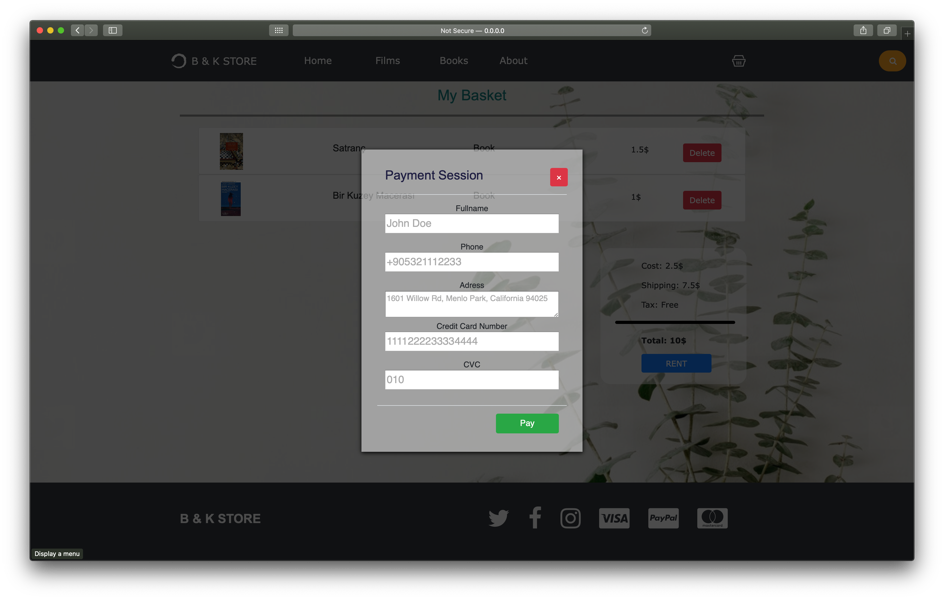 Not Secure — 0.0.0.0
B & K STORE
Home
Films
Books
About
My Basket
Satranç
Book
1.5$
Delete
Bir Kuzey Macerası
Book
1$
Delete
Payment Session
×
Fullname
John Doe
Phone
+905321112233
Adress
1601 Willow Rd, Menlo Park, California 94025
Credit Card Number
1111222233334444
CVC
010
Pay
Cost: 2.5$
Shipping: 7.5$
Tax: Free
Total: 10$
RENT
B & K STORE
VISA
PayPal
Display a menu